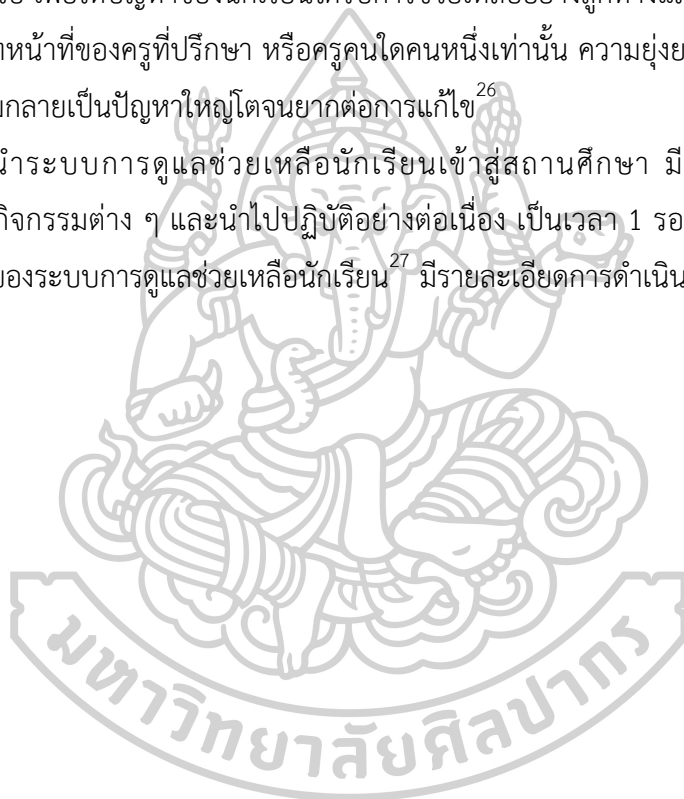 หน้าที่ของครูที่ปรึกษา หรือครูคนใดคนหนึ่งเท่านั้น ความยุ่งย
กลายเป็นปัญหาใหญ่โตจนยากต่อการแก้ไข26
นำระบบการดูแลช่วยเหลือนักเรียนเข้าสู่สถานศึกษา มี
กิจกรรมต่าง ๆ และนำไปปฏิบัติอย่างต่อเนื่อง เป็นเวลา 1 รอ
ของระบบการดูแลช่วยเหลือนักเรียน27 มีรายละเอียดการดำเนิน
มหาวิทยาลัยศิลปากร